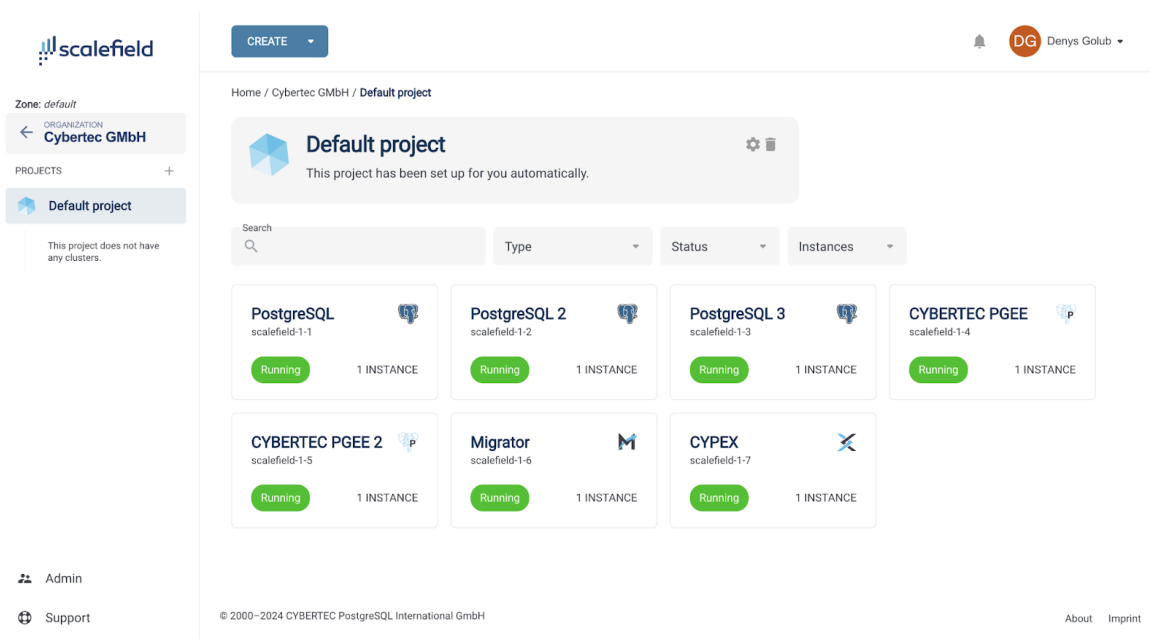 scalefield
CREATE
DG Denys Golub
Zone: default
ORGANIZATION
Cybertec GMbH
PROJECTS
Default project
This project does not have
any clusters.
Home / Cybertec GMbH / Default project
Default project
This project has been set up for you automatically.
Search
Type
Status
Instances
PostgreSQL
scalefield-1-1
Running
1 INSTANCE
PostgreSQL 2
scalefield-1-2
Running
1 INSTANCE
PostgreSQL 3
scalefield-1-3
Running
1 INSTANCE
CYBERTEC PGEE
P
scalefield-1-4
Running
1 INSTANCE
CYBERTEC PGEE 2
P
scalefield-1-5
Running
1 INSTANCE
Migrator
scalefield-1-6
Running
1 INSTANCE
CYPEX
scalefield-1-7
Running
1 INSTANCE
Admin
Support
© 2000–2024 CYBERTEC PostgreSQL International GmbH
About
Imprint